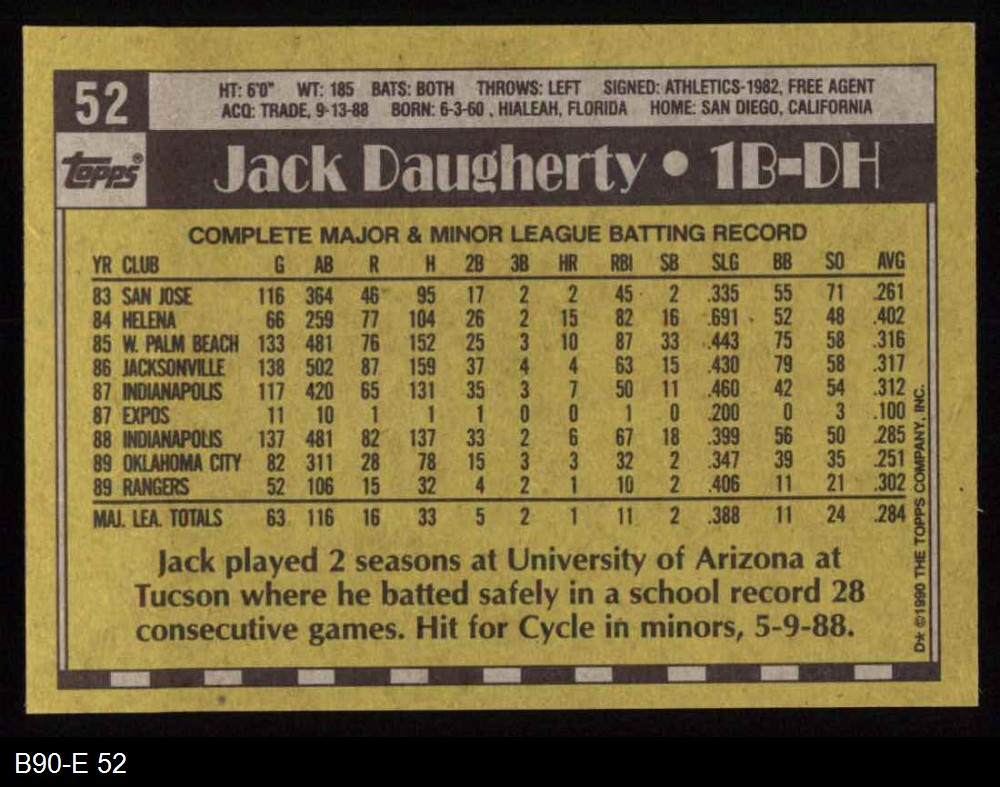 52
HT: 6'0" WT: 185 BATS: BOTH THROWS: LEFT SIGNED: ATHLETICS-1982, FREE AGENT
ACQ: TRADE, 9-13-88 BORN: 6-3-60 , HIALEAH, FLORIDA HOME: SAN DIEGO, CALIFORNIA
topps®
Jack Daugherty • 1B-DH
COMPLETE MAJOR & MINOR LEAGUE BATTING RECORD
YR CLUB G AB R H 2B 3B HR RBI SB SLG BB SO AVG
83 SAN JOSE 116 364 46 95 17 2 2 45 2 .335 55 71 .261
84 HELENA 66 259 77 104 26 2 15 82 16 .691 52 48 .402
85 W. PALM BEACH 133 481 76 152 25 3 10 87 33 .443 75 58 .316
86 JACKSONVILLE 138 502 87 159 37 4 4 63 15 .430 79 58 .317
87 INDIANAPOLIS 117 420 65 131 35 3 7 50 11 .460 42 54 .312
87 EXPOS 11 10 1 1 1 0 0 1 0 .200 0 3 .100
88 INDIANAPOLIS 137 481 82 137 33 2 6 67 18 .399 56 50 .285
89 OKLAHOMA CITY 82 311 28 78 15 3 3 32 2 .347 39 35 .251
89 RANGERS 52 106 15 32 4 2 1 10 2 .406 11 21 .302
MAJ. LEA. TOTALS 63 116 16 33 5 2 1 11 2 .388 11 24 .284
Jack played 2 seasons at University of Arizona at
Tucson where he batted safely in a school record 28
consecutive games. Hit for Cycle in minors, 5-9-88.
D* ©1990 THE TOPPS COMPANY, INC.
B90-E 52